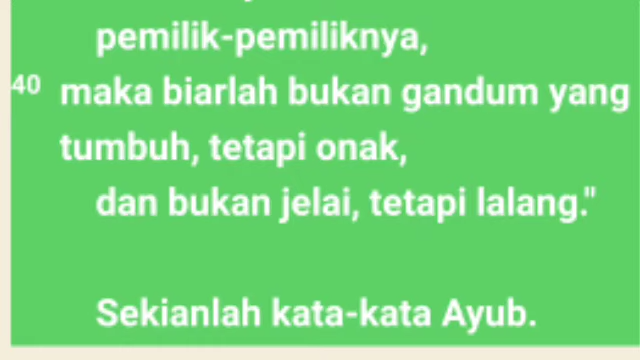 pemilik-pemiliknya,
40 maka biarlah bukan gandum yang
tumbuh, tetapi onak,
dan bukan jelai, tetapi lalang."
Sekianlah kata-kata Ayub.